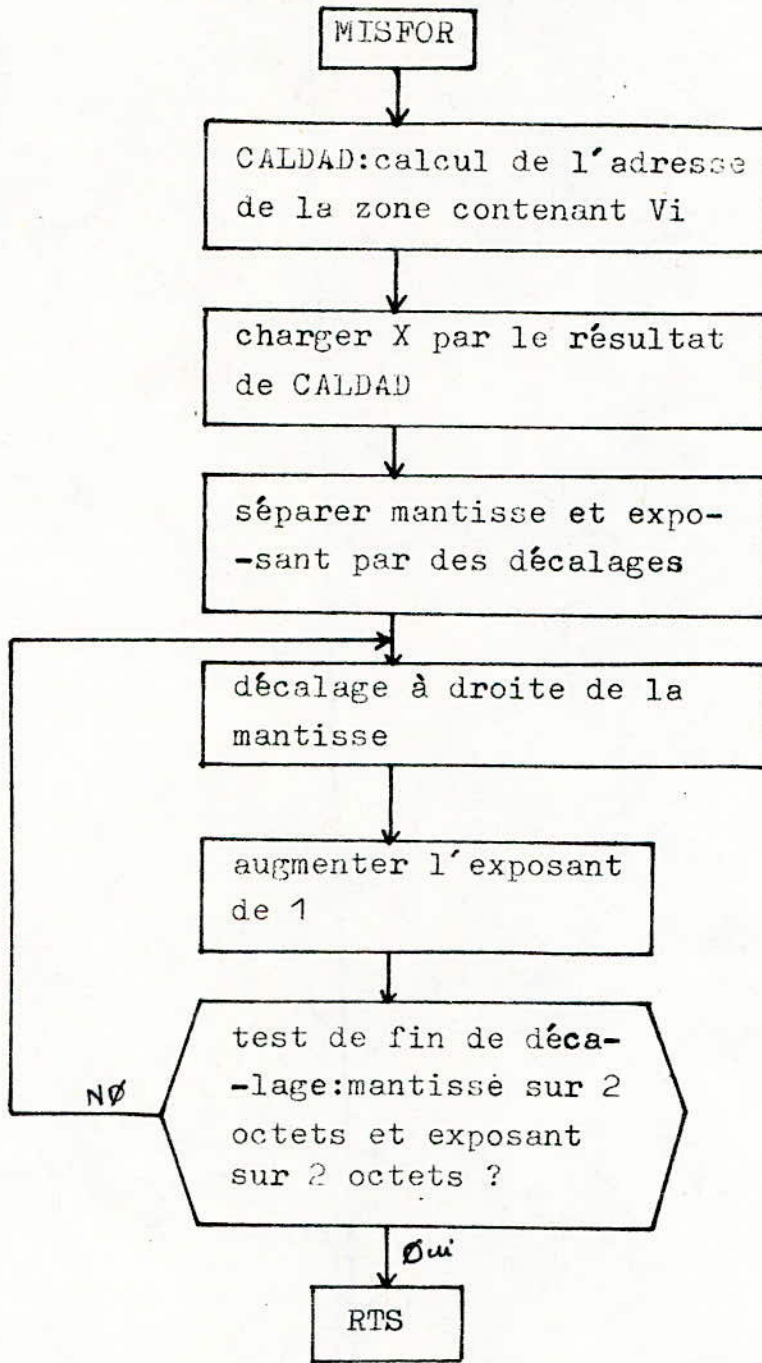 MISFOR
CALDAD:calcul de l'adresse
de la zone contenant Vi
charger X par le résultat
de CALDAD
séparer mantisse et expo-
-sant par des décalages
décalage à droite de la
mantisse
augmenter l'exposant
de 1
test de fin de déca-
-lage:mantisse sur 2
octets et exposant
sur 2 octets ?
NØ
Øui
RTS